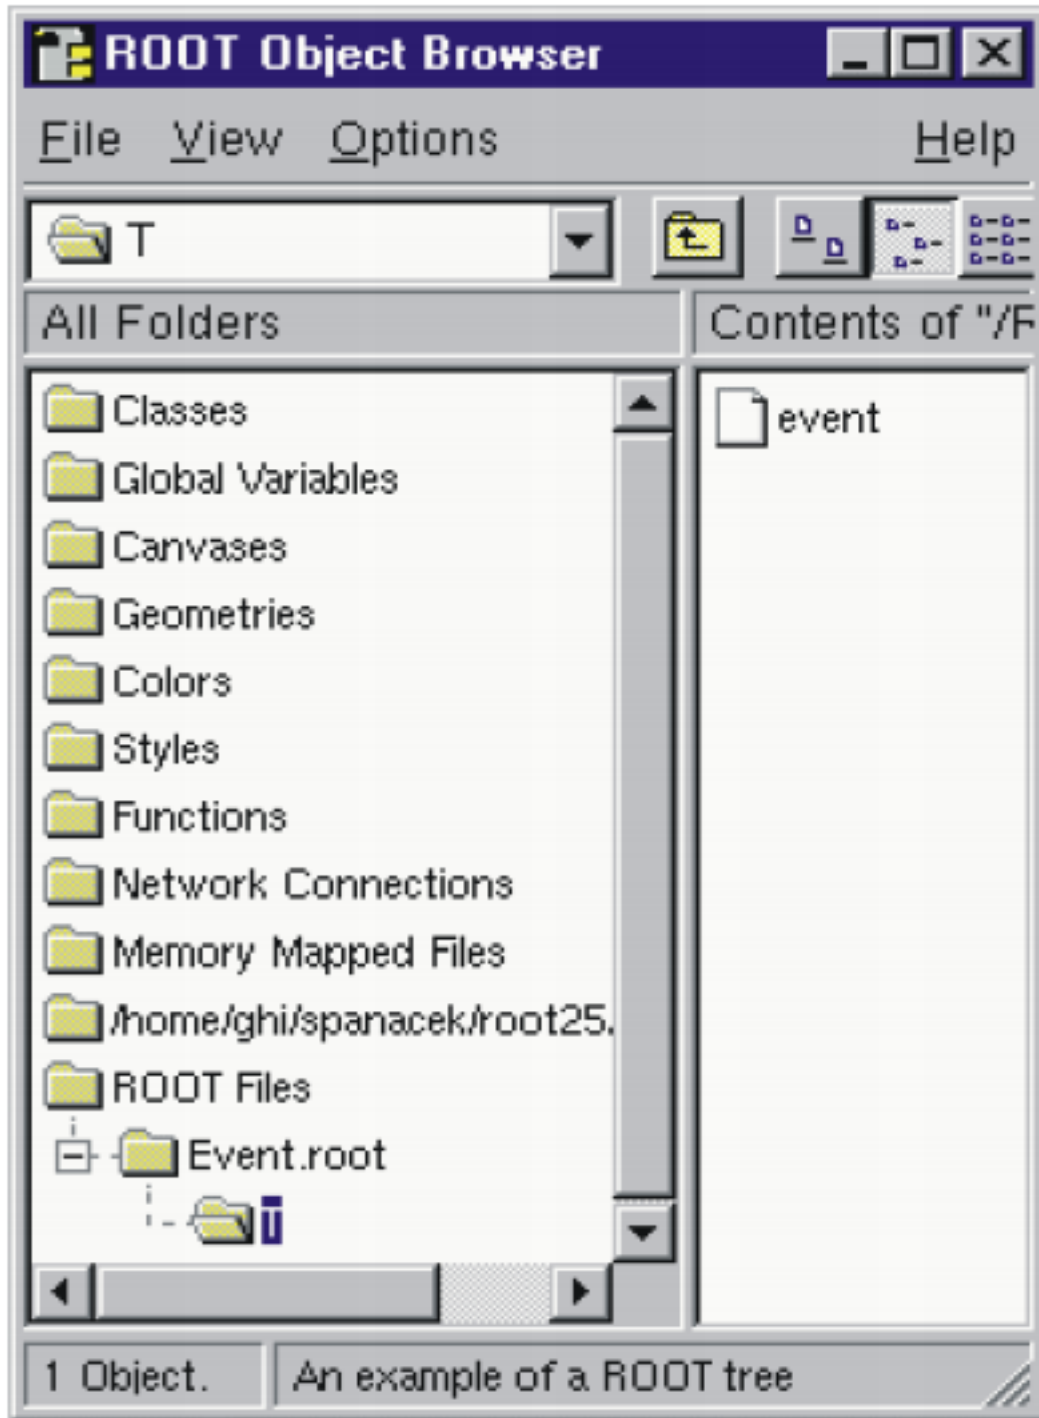 ROOT Object Browser
File View Options Help
T
All Folders
Contents of "/R
Classes
Global Variables
Canvases
Geometries
Colors
Styles
Functions
Network Connections
Memory Mapped Files
/home/ghi/spanacek/root25.
ROOT Files
Event.root
T
event
1 Object.
An example of a ROOT tree